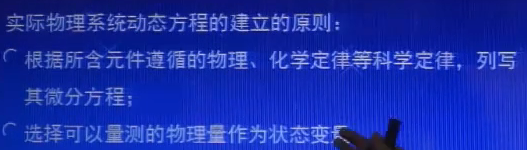 实际物理系统动态方程的建立的原则：
根据所含元件遵循的物理、化学定律等科学定律，列写
其微分方程；
选择可以量测的物理量作为状态变